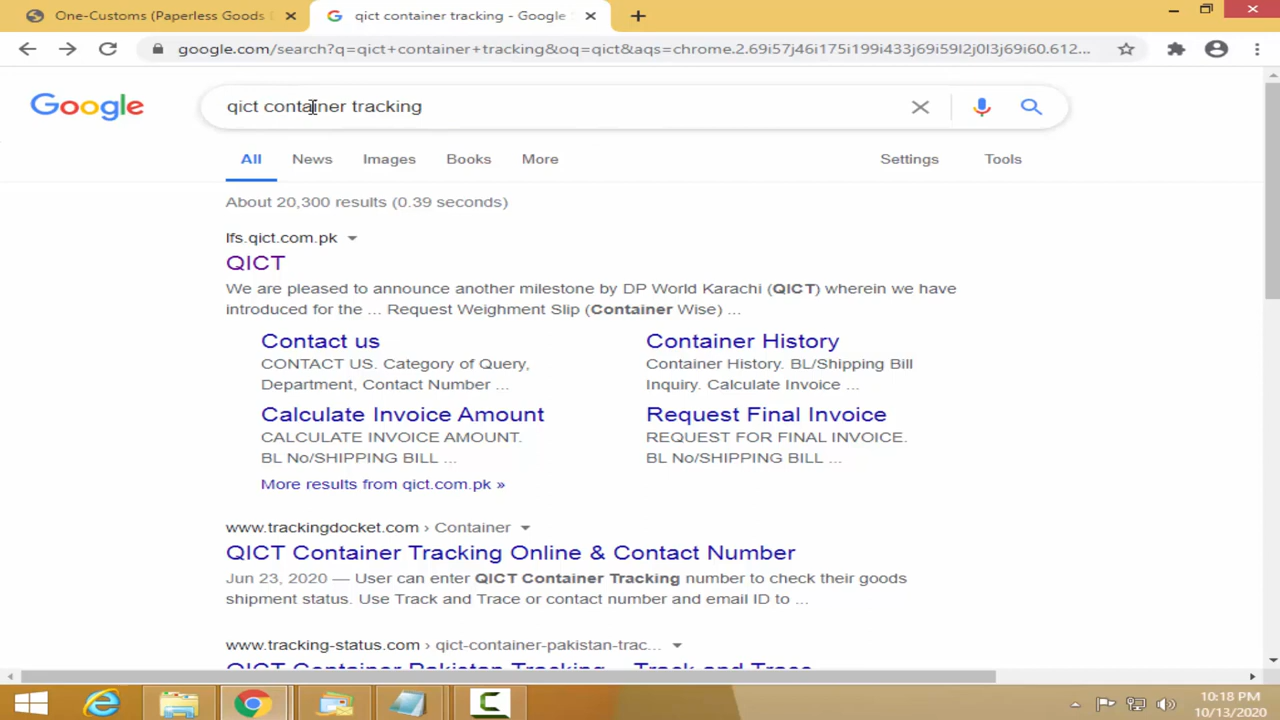 One-Customs (Paperless Goods D
qict container tracking - Google S
google.com/search?q=qict+container+tracking&oq=qict&aqs=chrome.2.69i57j46i175i199i433j69i59l2j0l3j69i60.612...
Google
qict container tracking
All News Images Books More Settings Tools
About 20,300 results (0.39 seconds)
lfs.qict.com.pk
QICT
We are pleased to announce another milestone by DP World Karachi (QICT) wherein we have
introduced for the ... Request Weighment Slip (Container Wise) ...
Contact us
CONTACT US. Category of Query,
Department, Contact Number ...
Container History
Container History. BL/Shipping Bill
Inquiry. Calculate Invoice ...
Calculate Invoice Amount
CALCULATE INVOICE AMOUNT.
BL No/SHIPPING BILL ...
Request Final Invoice
REQUEST FOR FINAL INVOICE.
BL No/SHIPPING BILL ...
More results from qict.com.pk »
www.trackingdocket.com › Container
QICT Container Tracking Online & Contact Number
Jun 23, 2020 — User can enter QICT Container Tracking number to check their goods
shipment status. Use Track and Trace or contact number and email ID to ...
www.tracking-status.com › qict-container-pakistan-trac...
QICT Container Pakistan Tracking - Track and Trace
10:18 PM
10/13/2020